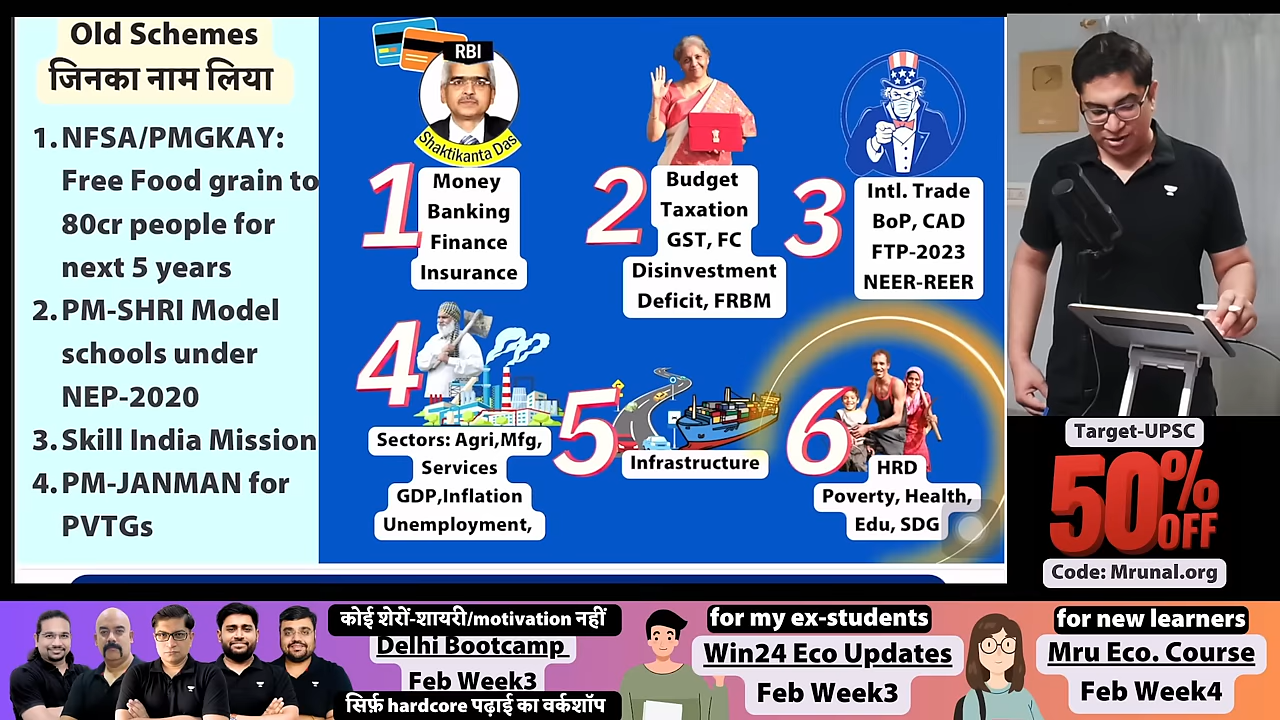 Old Schemes
जिनका नाम लिया
1. NFSA/PMGKAY:
Free Food grain to
80cr people for
next 5 years
2. PM-SHRI Model
schools under
NEP-2020
3. Skill India Mission
4. PM-JANMAN for
PVTGs
RBI
Shaktikanta Das
1
Money
Banking
Finance
Insurance
2
Budget
Taxation
GST, FC
Disinvestment
Deficit, FRBM
3
Intl. Trade
BoP, CAD
FTP-2023
NEER-REER
4
Sectors: Agri,Mfg,
Services
GDP,Inflation
Unemployment,
5
Infrastructure
6
HRD
Poverty, Health,
Edu, SDG
Target-UPSC
50%
OFF
Code: Mrunal.org
कोई शेरों-शायरी/motivation नहीं
Delhi Bootcamp
Feb Week3
सिर्फ़ hardcore पढ़ाई का वर्कशॉप
for my ex-students
Win24 Eco Updates
Feb Week3
for new learners
Mru Eco. Course
Feb Week4